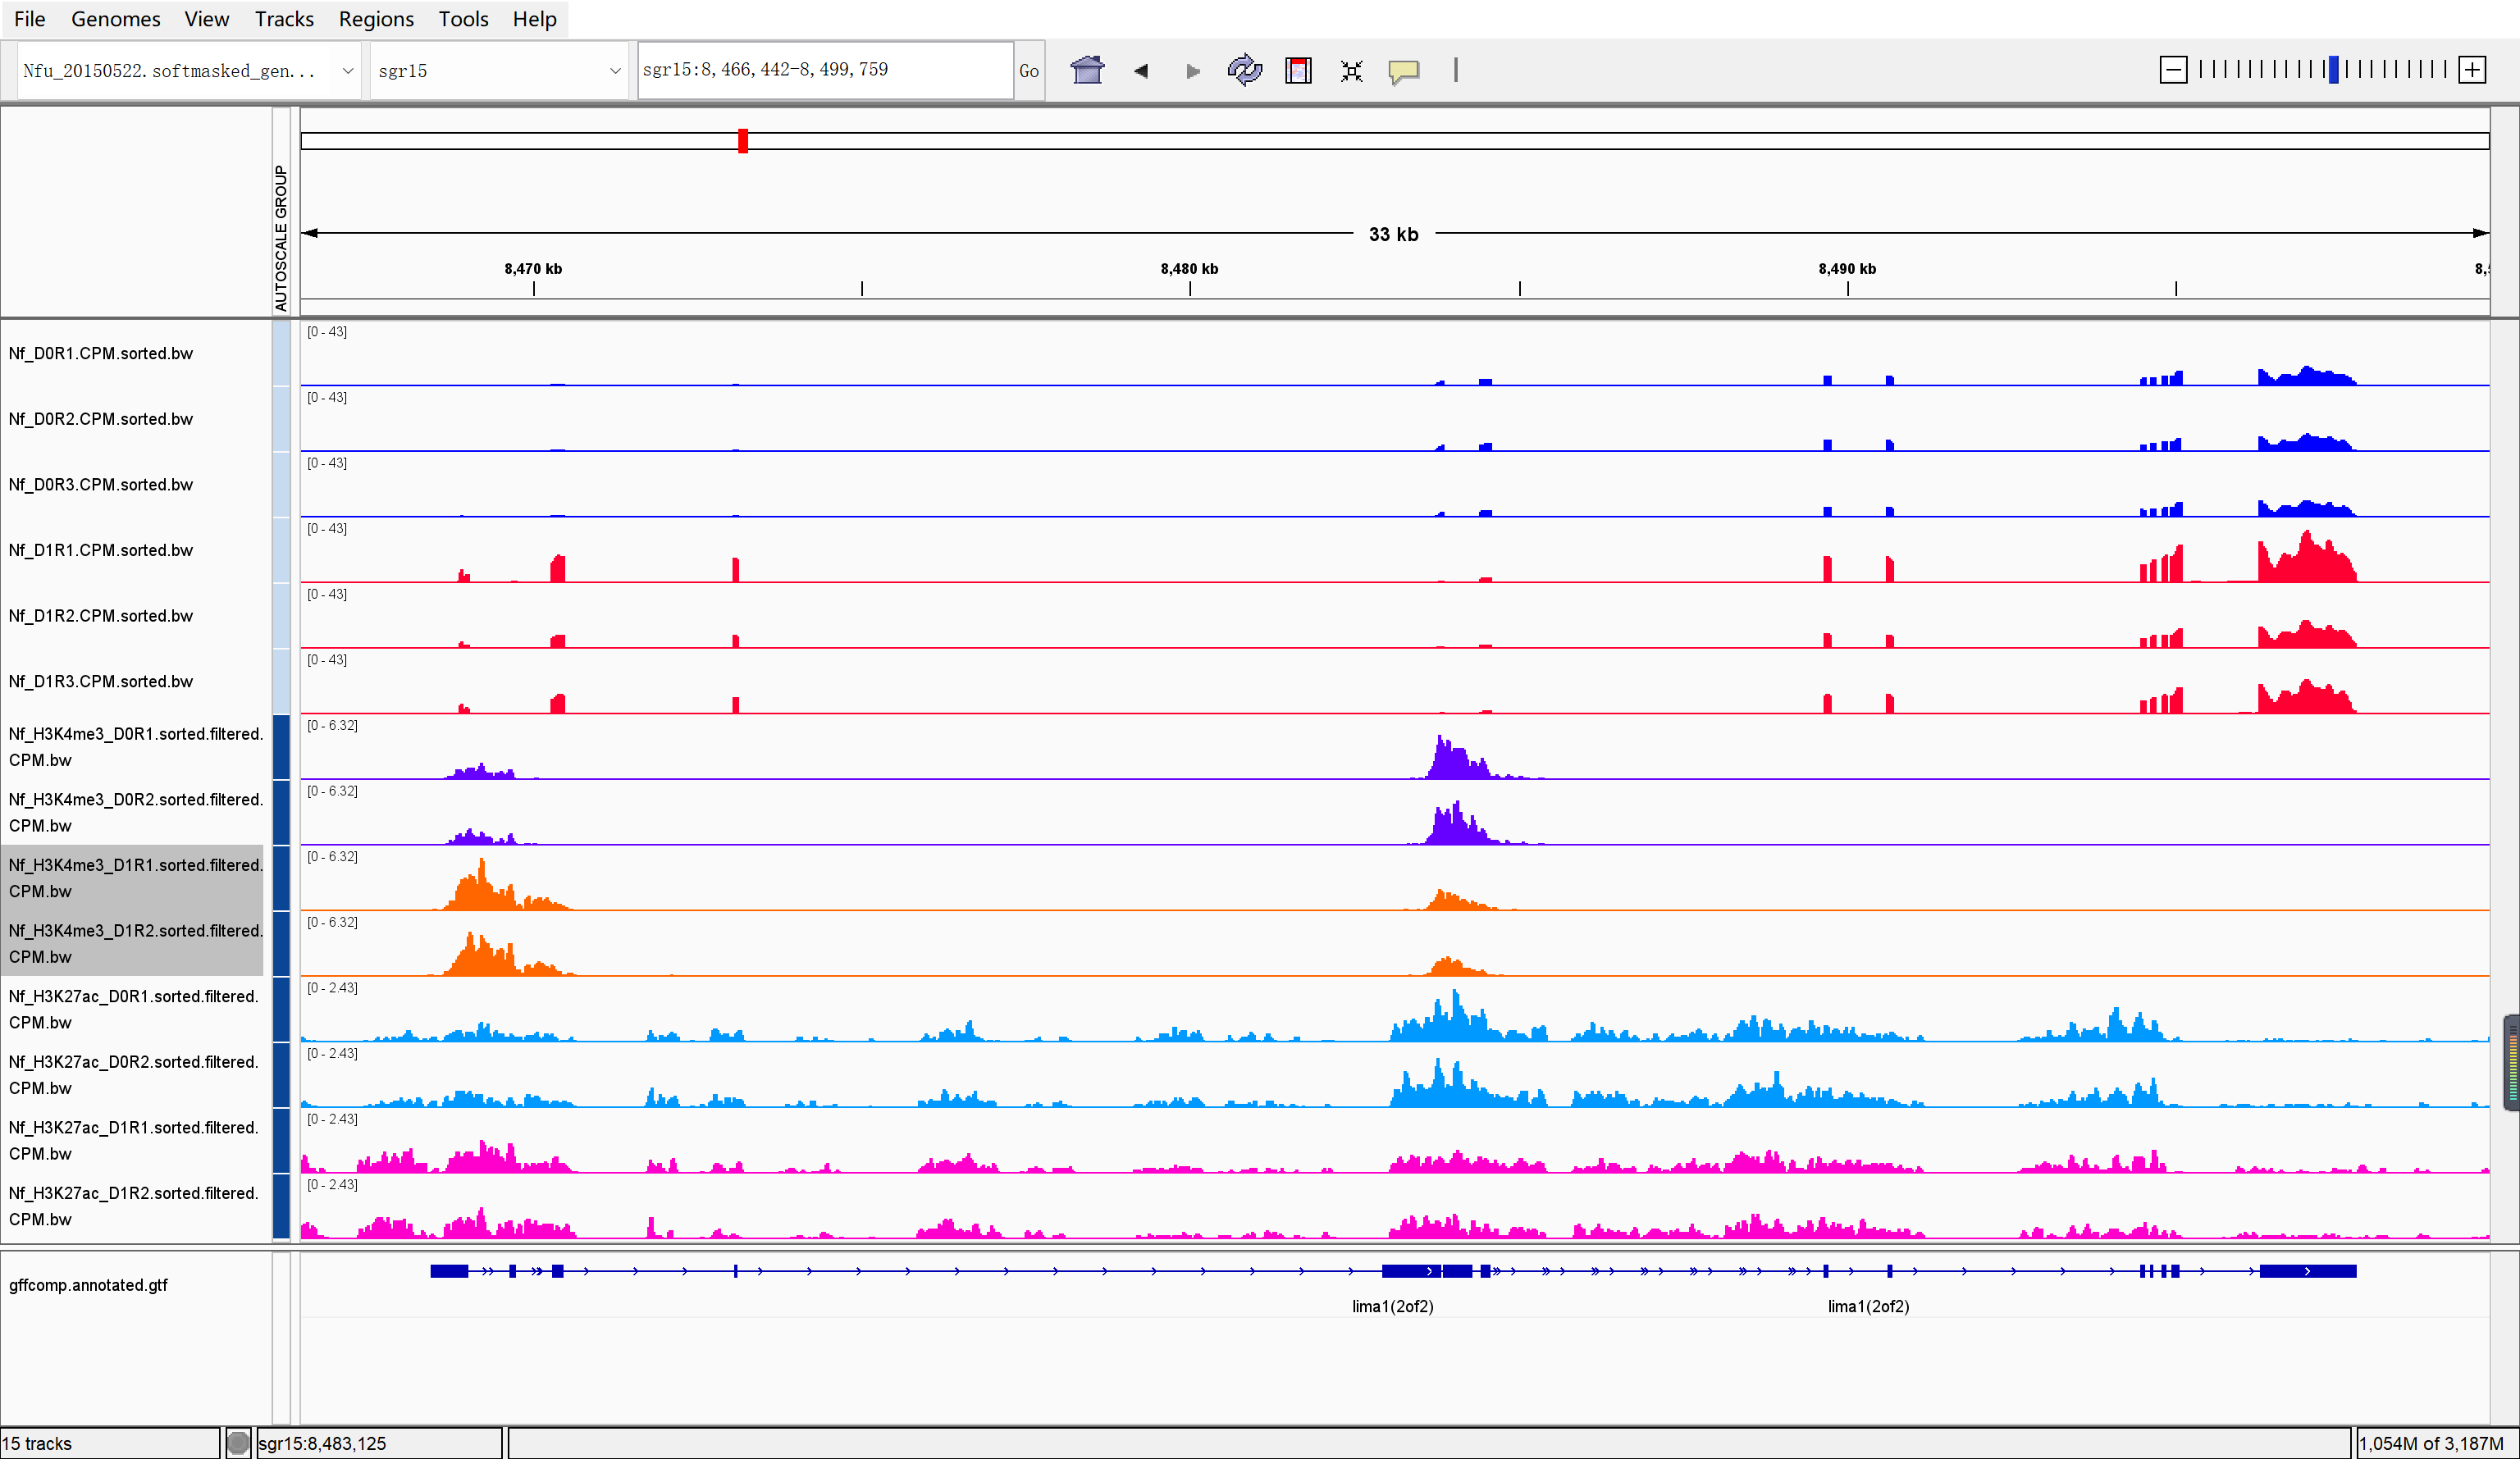 File Genomes View Tracks Regions Tools Help
Nfu_20150522.softmasked_gen... sgr15 sgr15:8,466,442-8,499,759 Go
AUTOSCALE GROUP
33 kb
8,470 kb 8,480 kb 8,490 kb
[0 - 43]
Nf_D0R1.CPM.sorted.bw
[0 - 43]
Nf_D0R2.CPM.sorted.bw
[0 - 43]
Nf_D0R3.CPM.sorted.bw
[0 - 43]
Nf_D1R1.CPM.sorted.bw
[0 - 43]
Nf_D1R2.CPM.sorted.bw
[0 - 43]
Nf_D1R3.CPM.sorted.bw
[0 - 6.32]
Nf_H3K4me3_D0R1.sorted.filtered.
CPM.bw
[0 - 6.32]
Nf_H3K4me3_D0R2.sorted.filtered.
CPM.bw
[0 - 6.32]
Nf_H3K4me3_D1R1.sorted.filtered.
CPM.bw
[0 - 6.32]
Nf_H3K4me3_D1R2.sorted.filtered.
CPM.bw
[0 - 2.43]
Nf_H3K27ac_D0R1.sorted.filtered.
CPM.bw
[0 - 2.43]
Nf_H3K27ac_D0R2.sorted.filtered.
CPM.bw
[0 - 2.43]
Nf_H3K27ac_D1R1.sorted.filtered.
CPM.bw
[0 - 2.43]
Nf_H3K27ac_D1R2.sorted.filtered.
CPM.bw
gffcomp.annotated.gtf
lima1(2of2) lima1(2of2)
15 tracks sgr15:8,483,125 1,054M of 3,187M